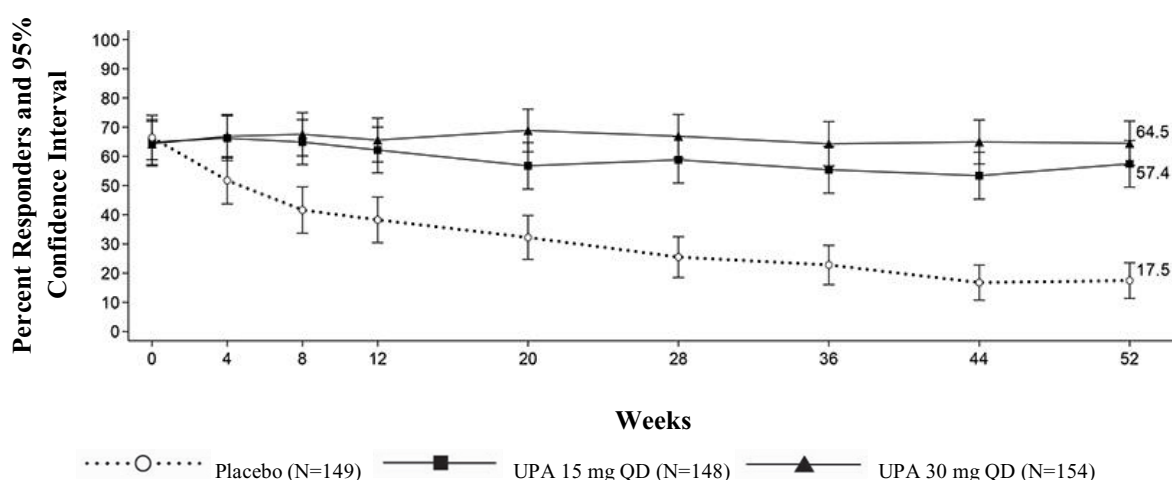 Percent Responders and 95%
Confidence Interval
100
90
80
70
60
50
40
30
20
10
0
64.5
57.4
17.5
0 4 8 12 20 28 36 44 52
Weeks
Placebo (N=149) UPA 15 mg QD (N=148) UPA 30 mg QD (N=154)